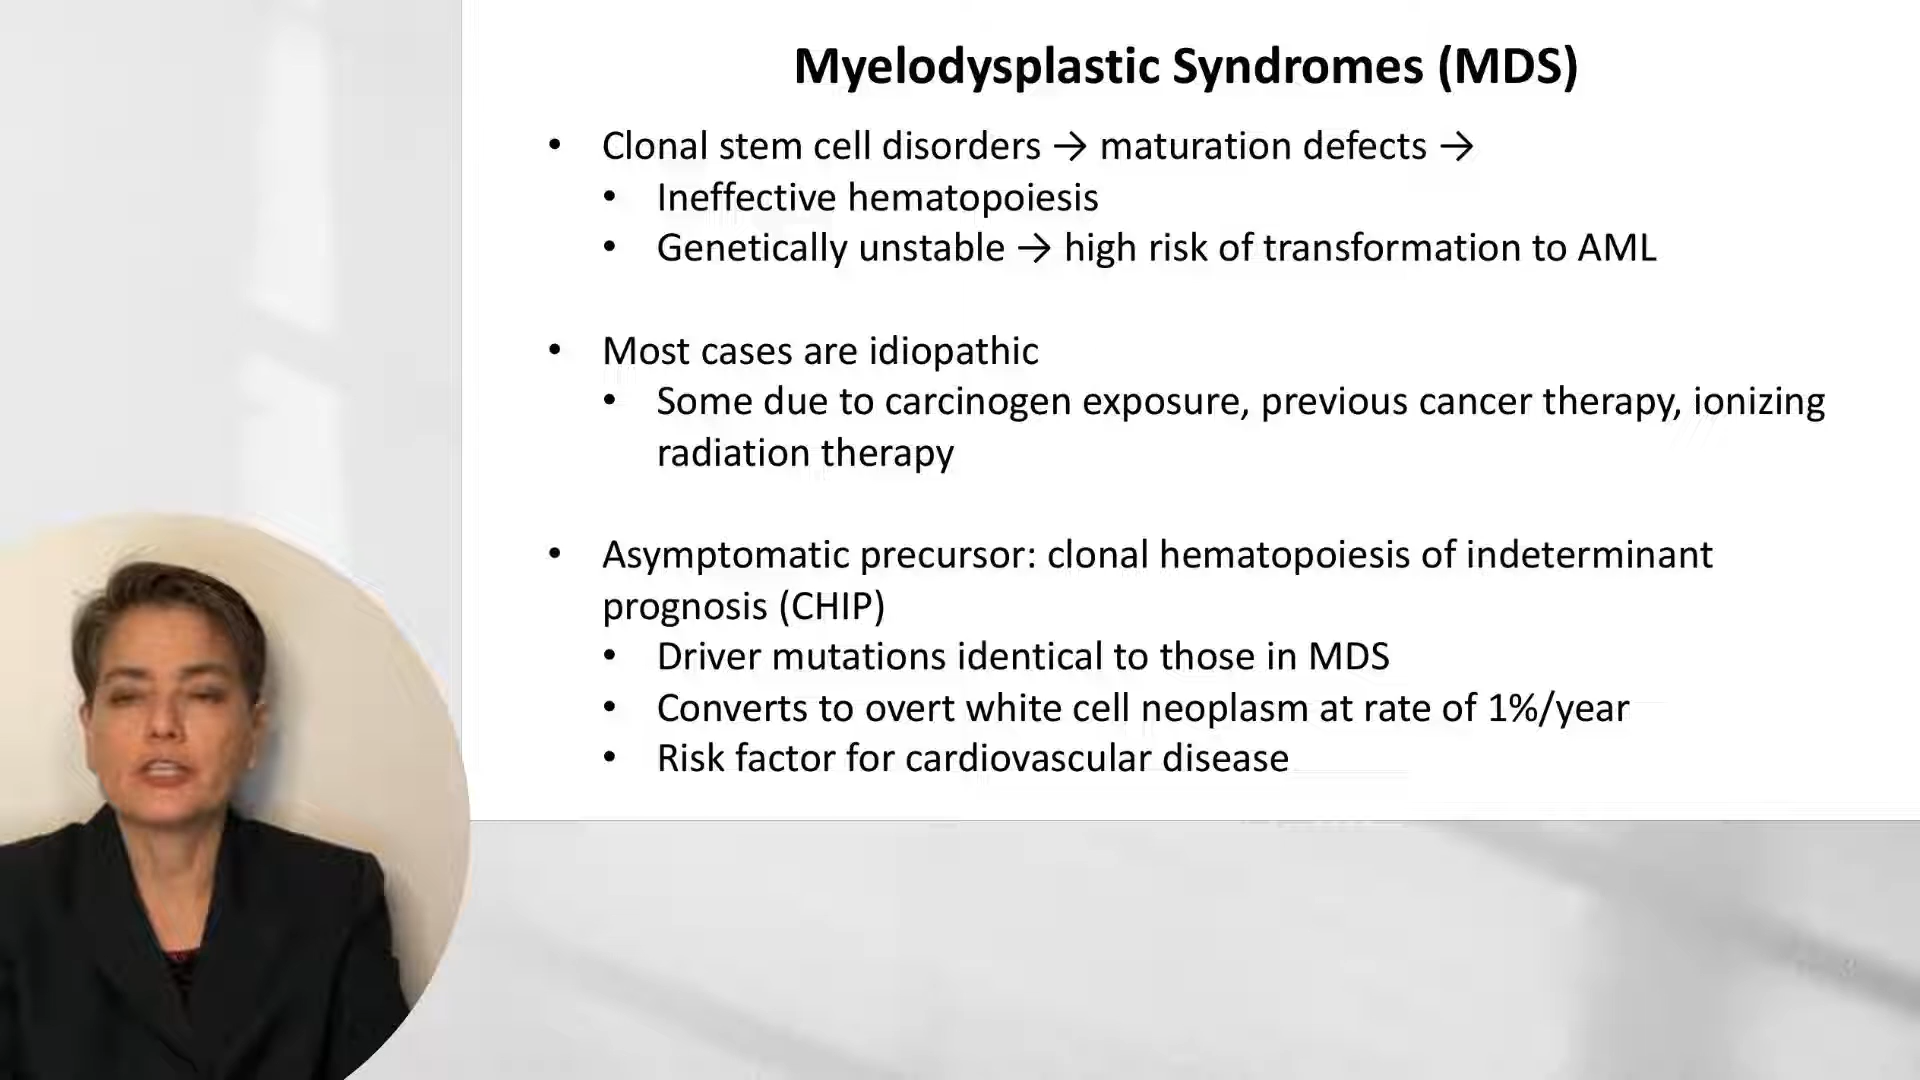 Myelodysplastic Syndromes (MDS)
• Clonal stem cell disorders → maturation defects →
• Ineffective hematopoiesis
• Genetically unstable → high risk of transformation to AML
• Most cases are idiopathic
• Some due to carcinogen exposure, previous cancer therapy, ionizing
radiation therapy
• Asymptomatic precursor: clonal hematopoiesis of indeterminant
prognosis (CHIP)
• Driver mutations identical to those in MDS
• Converts to overt white cell neoplasm at rate of 1%/year
• Risk factor for cardiovascular disease